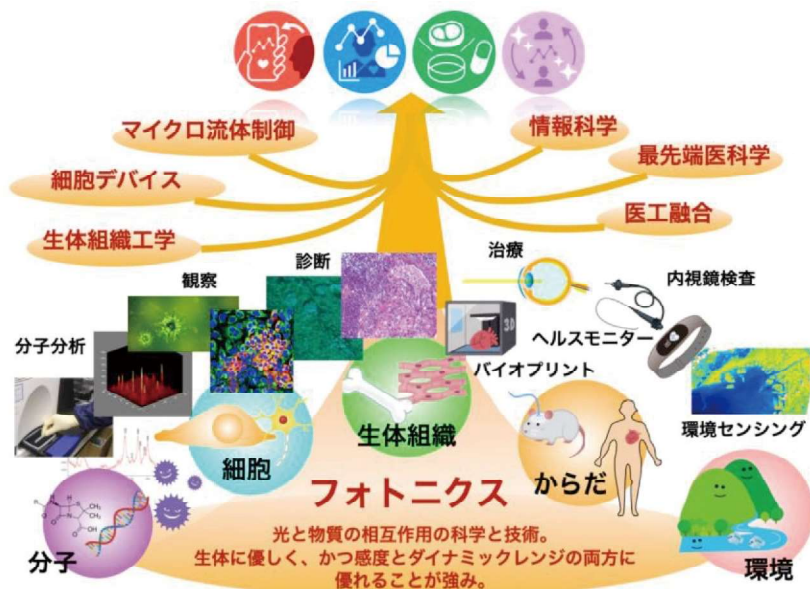 マイクロ流体制御
情報科学
細胞デバイス
最先端医科学
生体組織工学
医工融合
観察
診断
治療
内視鏡検査
分子分析
3D
ヘルスモニター
バイオプリント
環境センシング
細胞
生体組織
からだ
フォトニクス
分子
環境
光と物質の相互作用の科学と技術。
生体に優しく、かつ感度とダイナミックレンジの両方に
優れることが強み。